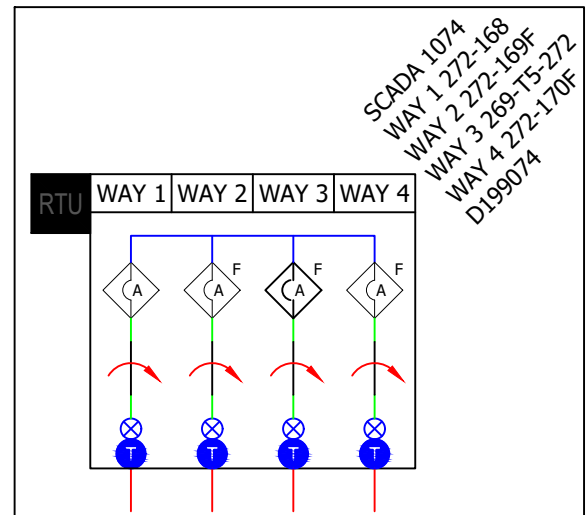 SCADA 1074
WAY 1 272-168
WAY 2 272-169F
WAY 3 269-T5-272
WAY 4 272-170F
D199074
RTU WAY 1 WAY 2 WAY 3 WAY 4
F F F
A A A A
T T T T